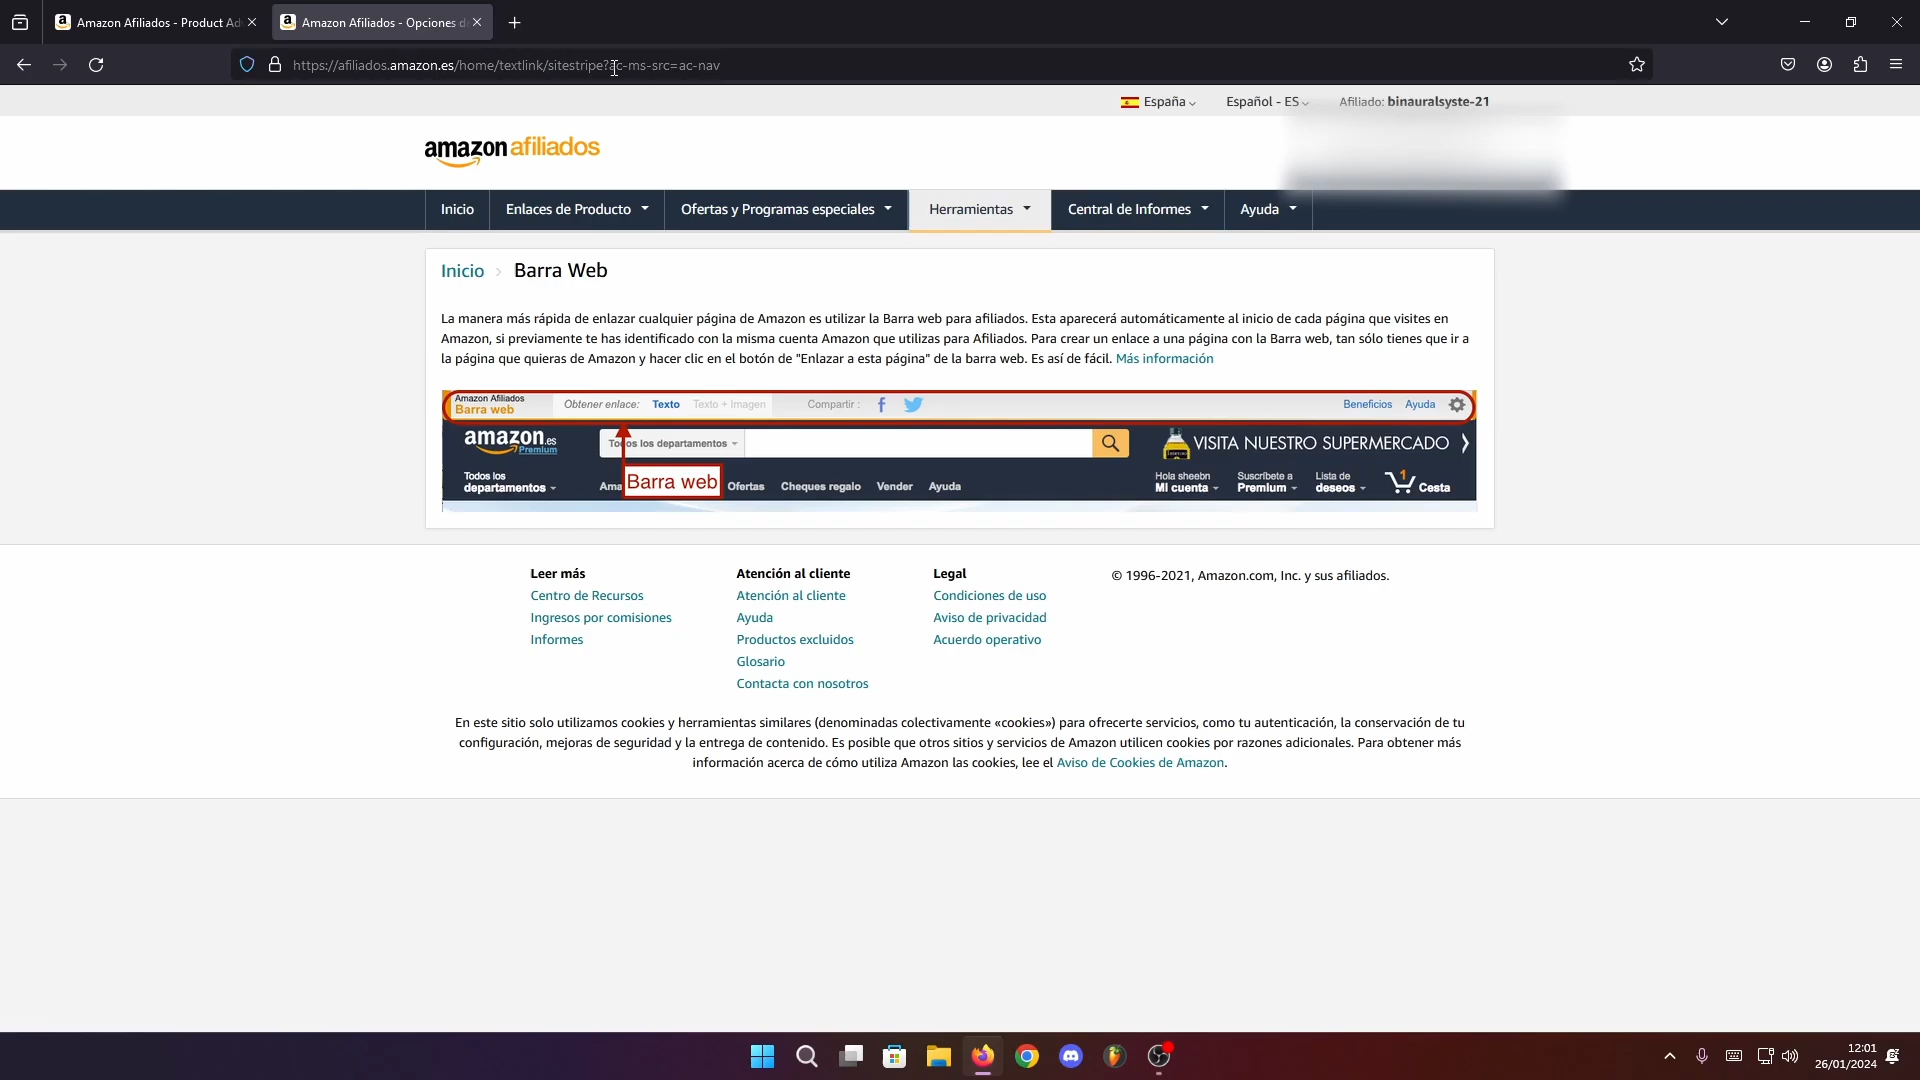 Amazon Afiliados - Product Ad
Amazon Afiliados - Opciones d
https://afiliados.amazon.es/home/textlink/sitestripe?ac-ms-src=ac-nav
España
Español - ES
Afiliado: binauralsyste-21
amazon afiliados
Inicio
Enlaces de Producto
Ofertas y Programas especiales
Herramientas
Central de Informes
Ayuda
Inicio > Barra Web
La manera más rápida de enlazar cualquier página de Amazon es utilizar la Barra web para afiliados. Esta aparecerá automáticamente al inicio de cada página que visites en
Amazon, si previamente te has identificado con la misma cuenta Amazon que utilizas para Afiliados. Para crear un enlace a una página con la Barra web, tan sólo tienes que ir a
la página que quieras de Amazon y hacer clic en el botón de "Enlazar a esta página" de la barra web. Es así de fácil. Más información
Amazon Afiliados
Barra web
Obtener enlace: Texto Texto + Imagen
Compartir :
Beneficios
Ayuda
amazon.es
Premium
Todos los departamentos
VISITA NUESTRO SUPERMERCADO
Todos los
departamentos
Ama
Barra web
Ofertas
Cheques regalo
Vender
Ayuda
Hola sheebn
Mi cuenta
Suscríbete a
Premium
Lista de
deseos
1
Cesta
Leer más
Centro de Recursos
Ingresos por comisiones
Informes
Atención al cliente
Atención al cliente
Ayuda
Productos excluidos
Glosario
Contacta con nosotros
Legal
Condiciones de uso
Aviso de privacidad
Acuerdo operativo
© 1996-2021, Amazon.com, Inc. y sus afiliados.
En este sitio solo utilizamos cookies y herramientas similares (denominadas colectivamente «cookies») para ofrecerte servicios, como tu autenticación, la conservación de tu
configuración, mejoras de seguridad y la entrega de contenido. Es posible que otros sitios y servicios de Amazon utilicen cookies por razones adicionales. Para obtener más
información acerca de cómo utiliza Amazon las cookies, lee el Aviso de Cookies de Amazon.
12:01
26/01/2024